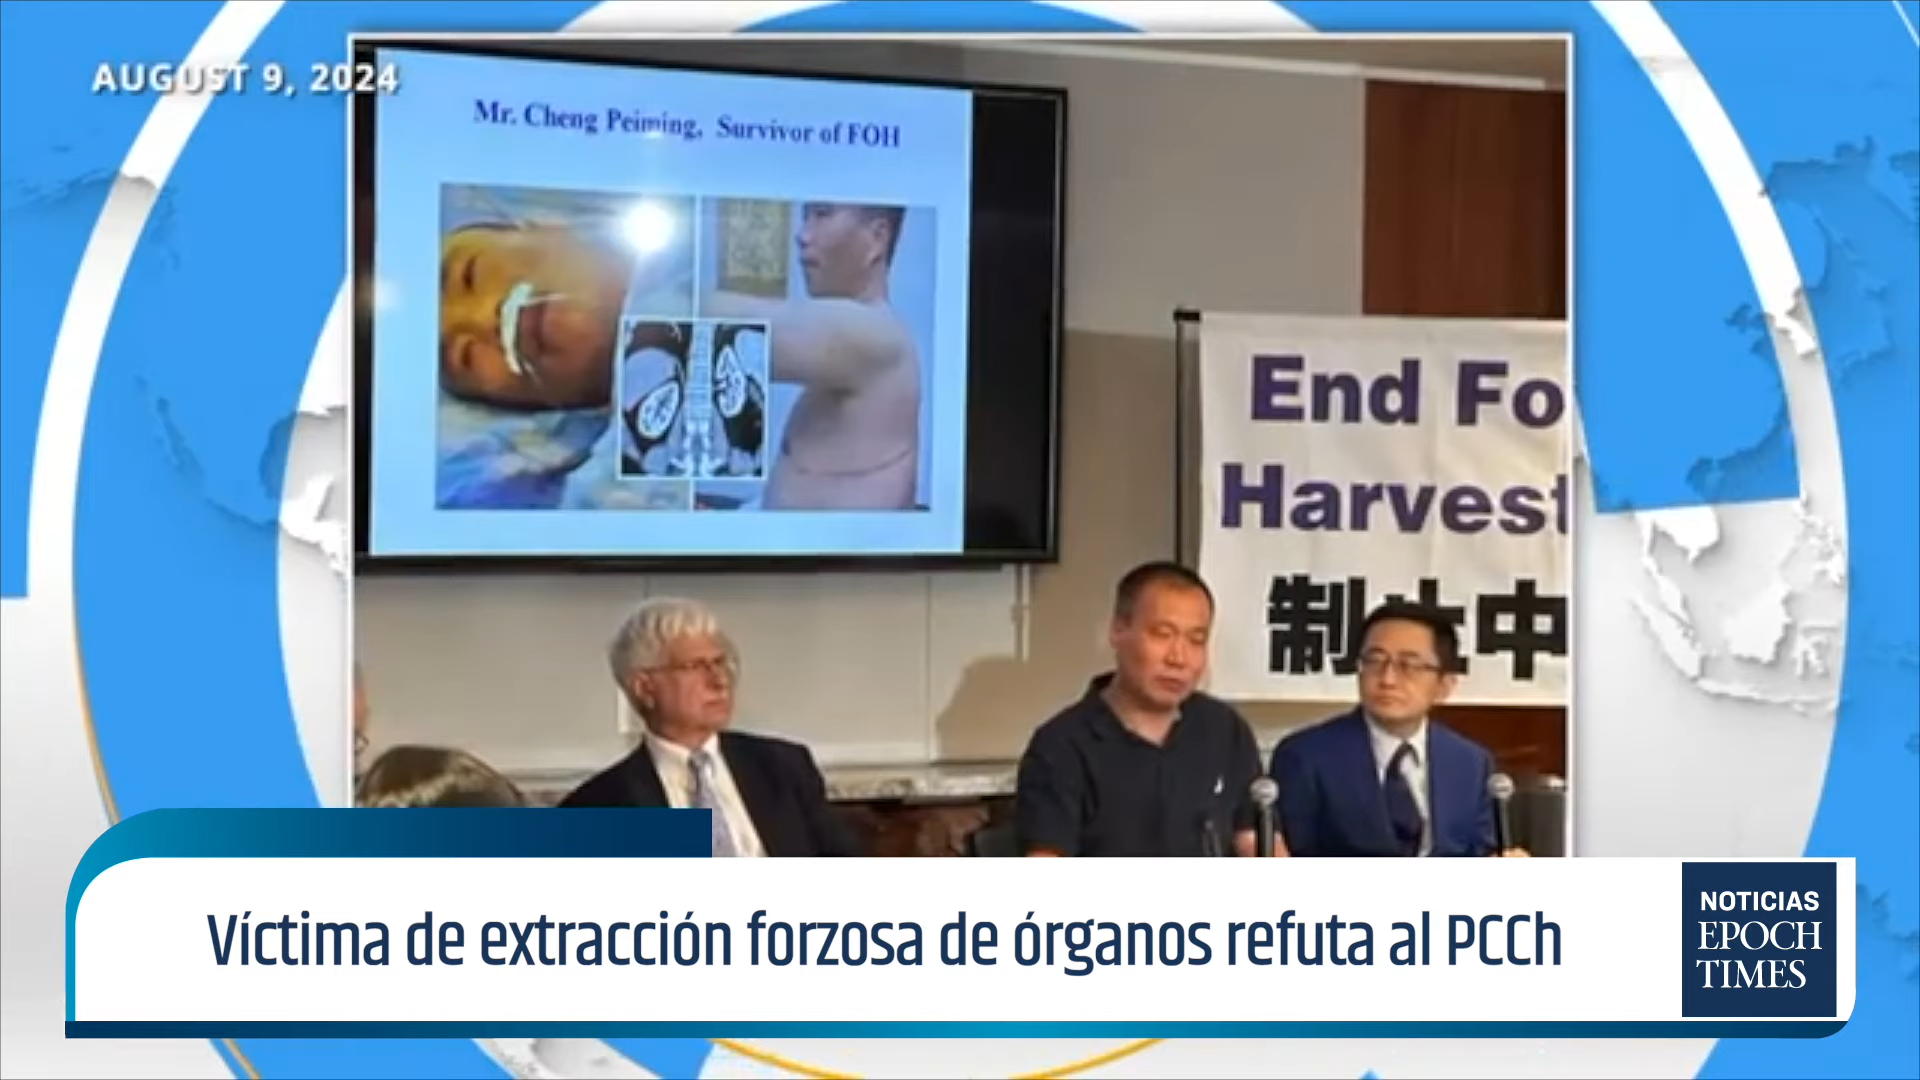 AUGUST 9, 2024
Mr. Cheng Peiming, Survivor of FOH
End Fo
Harvest
制止中
Víctima de extracción forzosa de órganos refuta al PCCh
NOTICIAS
EPOCH
TIMES